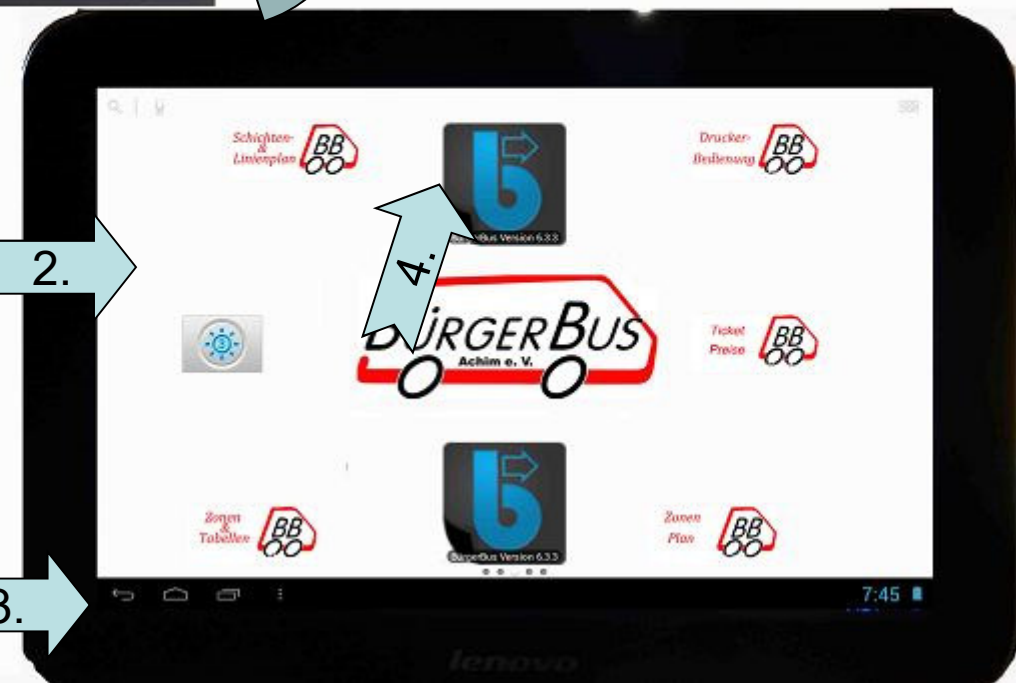 Schichten-
&
Linienplan
BB
BürgerBus Version 6.3.3
Drucker-
Bedienung
BB
2.
4.
BÜRGERBUS
Achim e. V.
3
Ticket
Preise
BB
Zonen
&
Tabellen
BB
BürgerBus Version 6.3.3
Zonen
Plan
BB
3.
7:45
lenovo